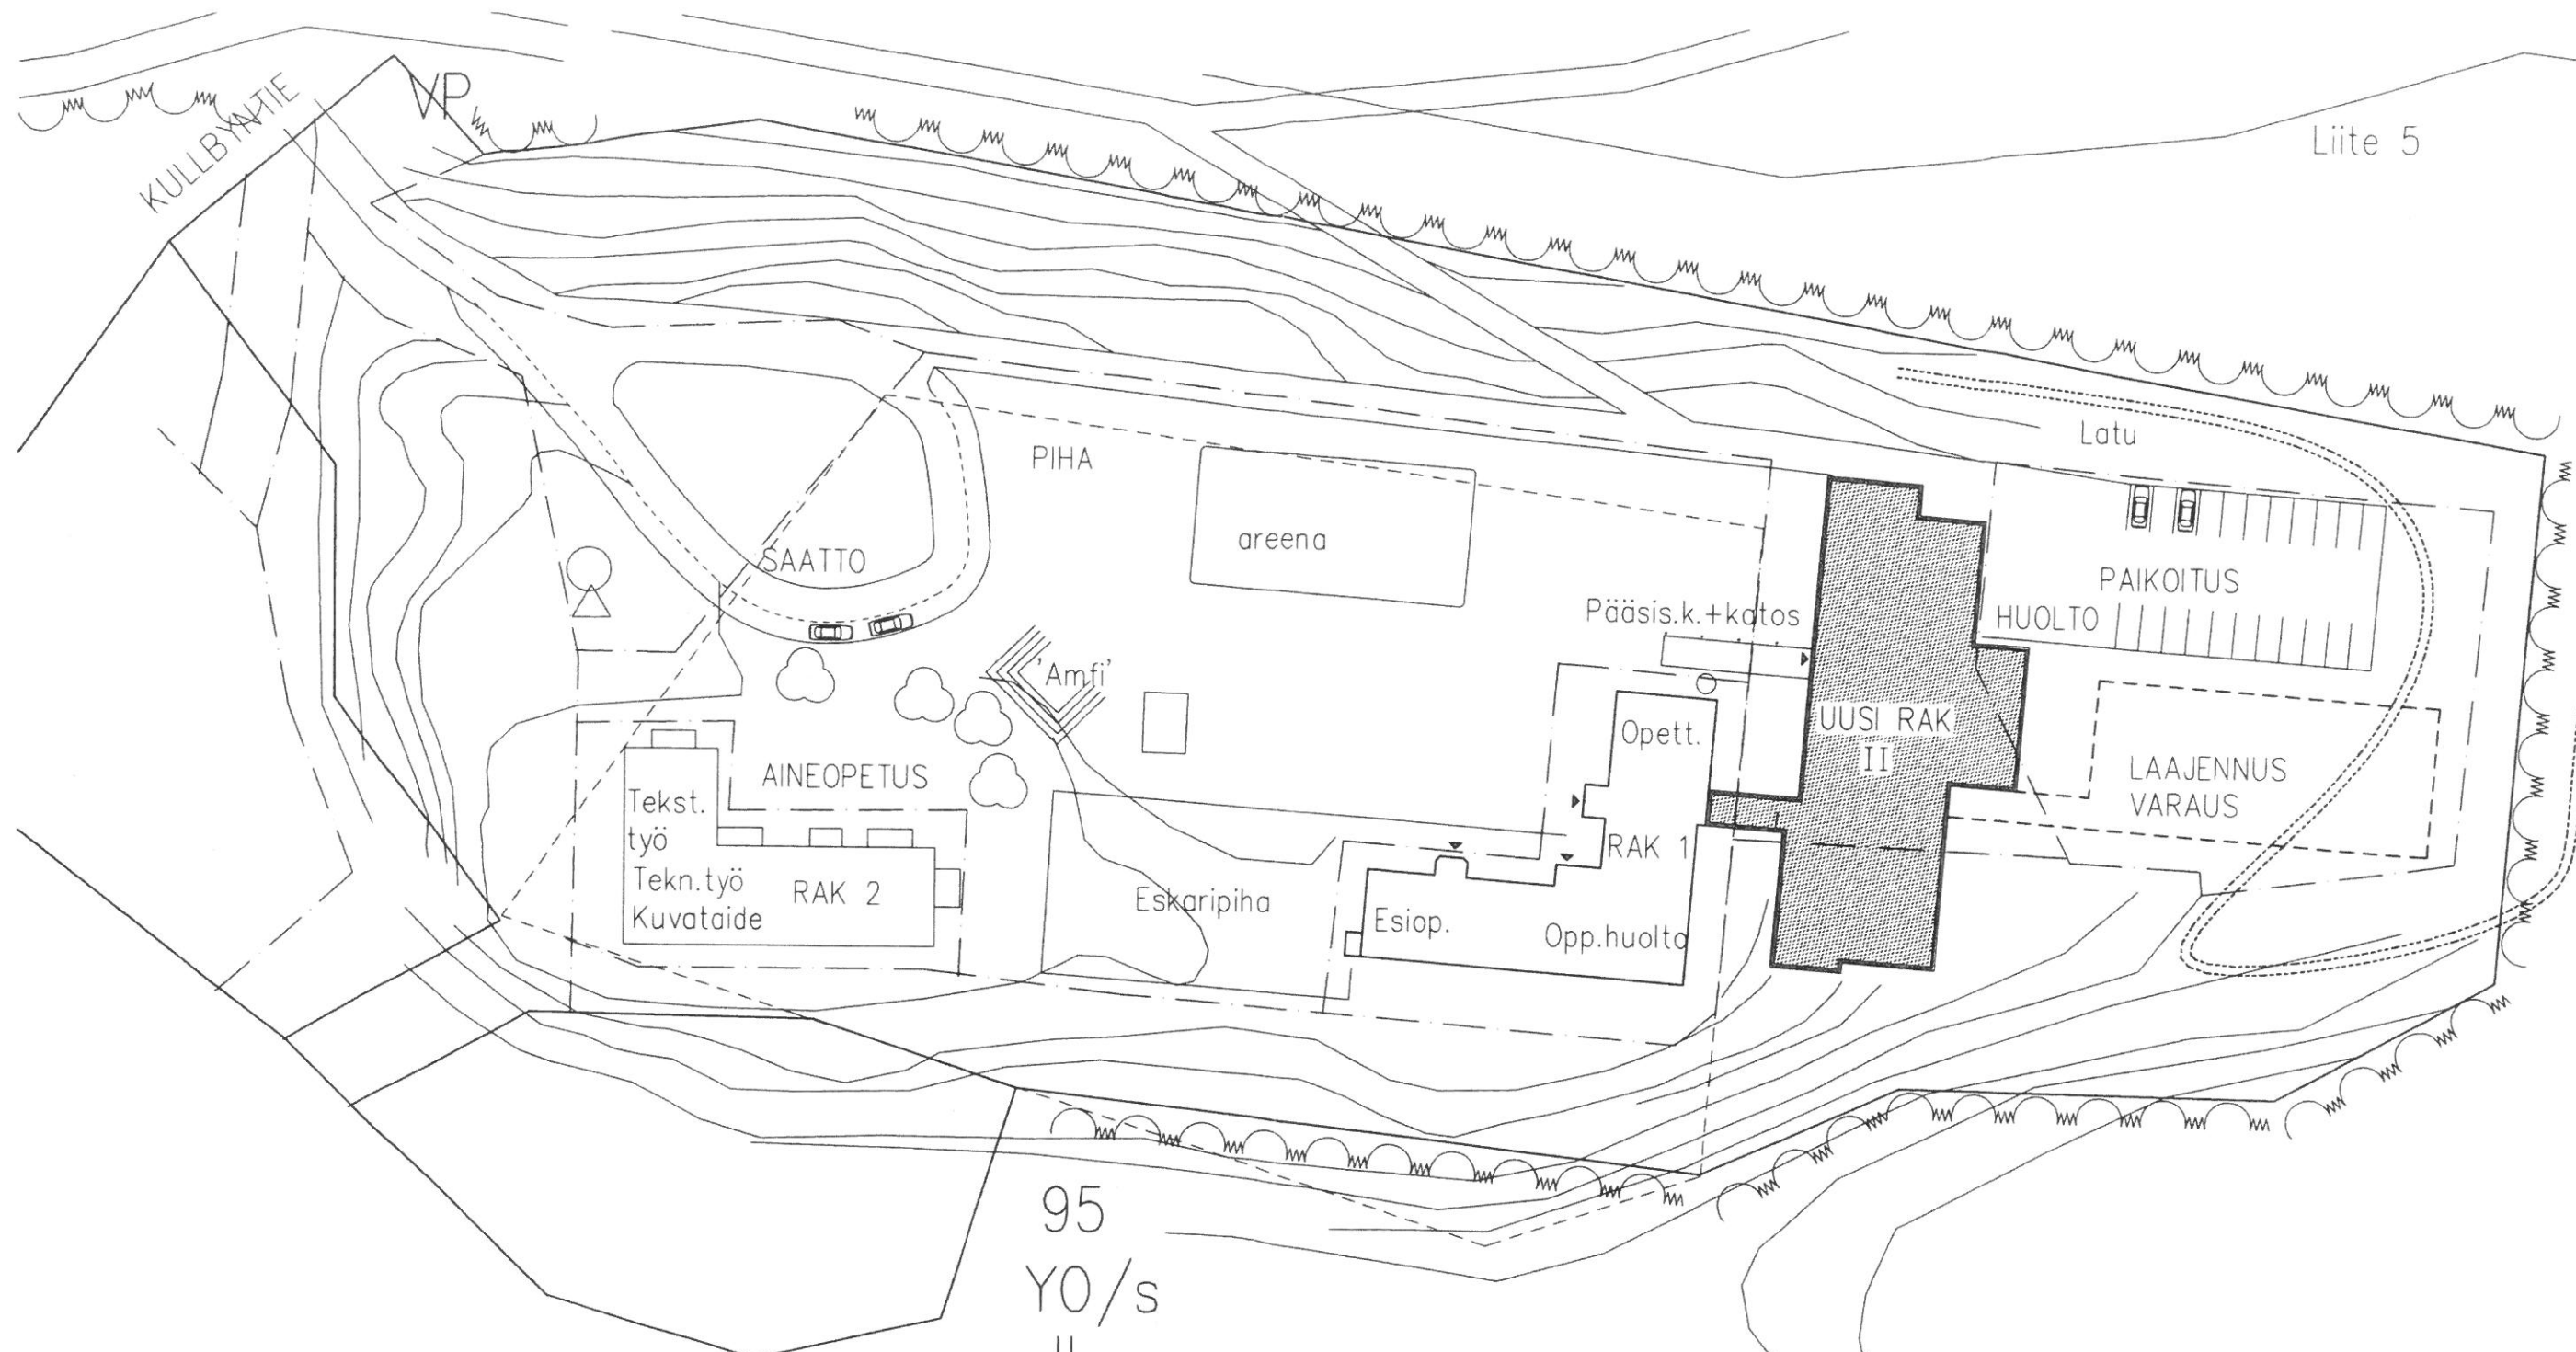 VP
KULLBYNTIE
Liite 5
Latu
PIHA
areena
SAATTO
PAIKOITUS
HUOLTO
Pääsis.k.+katos
'Amfi'
Opett.
UUSI RAK
II
LAAJENNUS
VARAUS
AINEOPETUS
Tekst.
työ
Tekn.työ
Kuvataide
RAK 2
RAK 1
Eskaripiha
Esiop.
Opp.huolto
95
YO/s